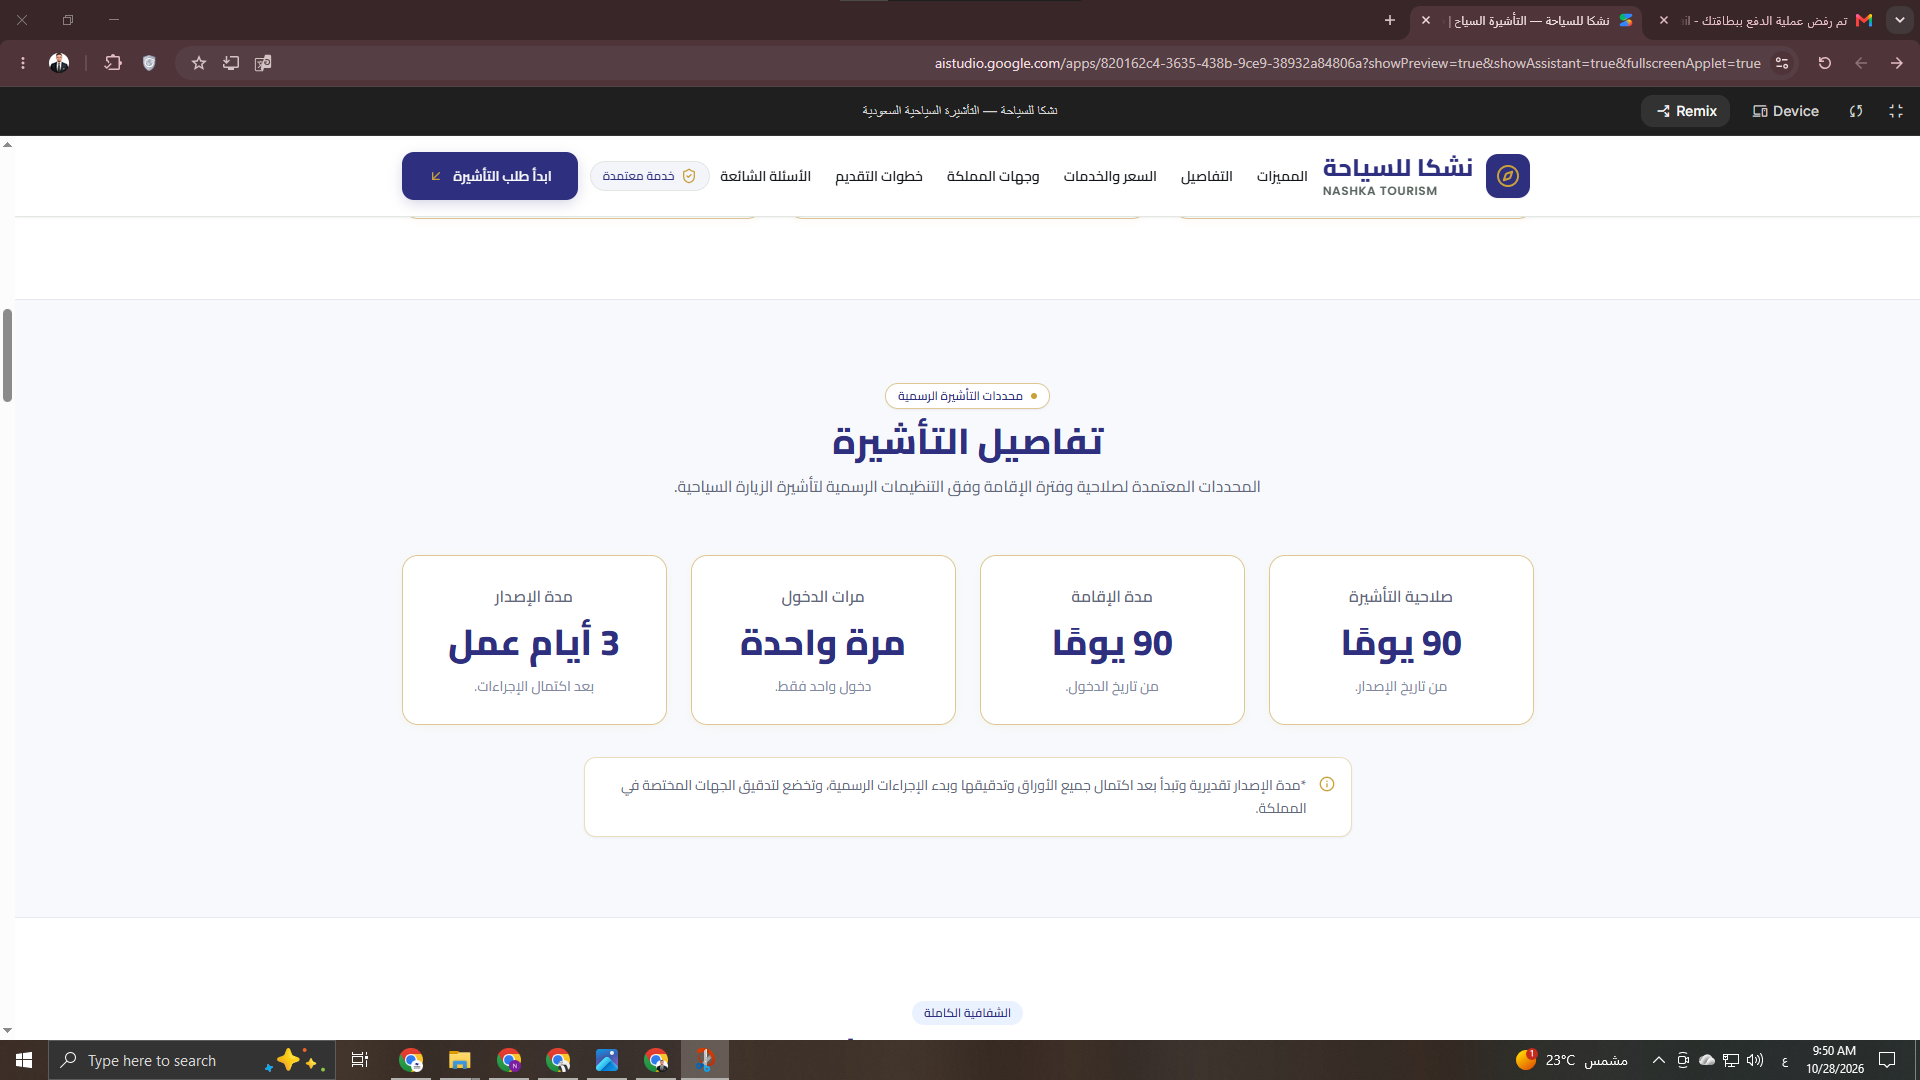 تم رفض عملية الدفع ببطاقتك - il
نشكا للسياحة — التأشيرة السياح |
aistudio.google.com/apps/820162c4-3635-438b-9ce9-38932a84806a?showPreview=true&showAssistant=true&fullscreenApplet=true
نشكا للسياحة — التأشيرة السياحية السعودية
Remix
Device
نشكا للسياحة
NASHKA TOURISM
المميزات
التفاصيل
السعر والخدمات
وجهات المملكة
خطوات التقديم
الأسئلة الشائعة
خدمة معتمدة
ابدأ طلب التأشيرة
محددات التأشيرة الرسمية
تفاصيل التأشيرة
المحددات المعتمدة لصلاحية وفترة الإقامة وفق التنظيمات الرسمية لتأشيرة الزيارة السياحية.
صلاحية التأشيرة
90 يومًا
من تاريخ الإصدار.
مدة الإقامة
90 يومًا
من تاريخ الدخول.
مرات الدخول
مرة واحدة
دخول واحد فقط.
مدة الإصدار
3 أيام عمل
بعد اكتمال الإجراءات.
*مدة الإصدار تقديرية وتبدأ بعد اكتمال جميع الأوراق وتدقيقها وبدء الإجراءات الرسمية، وتخضع لتدقيق الجهات المختصة في
المملكة.
الشفافية الكاملة
Type here to search
1
23°C مشمس
ع
9:50 AM
10/28/2026